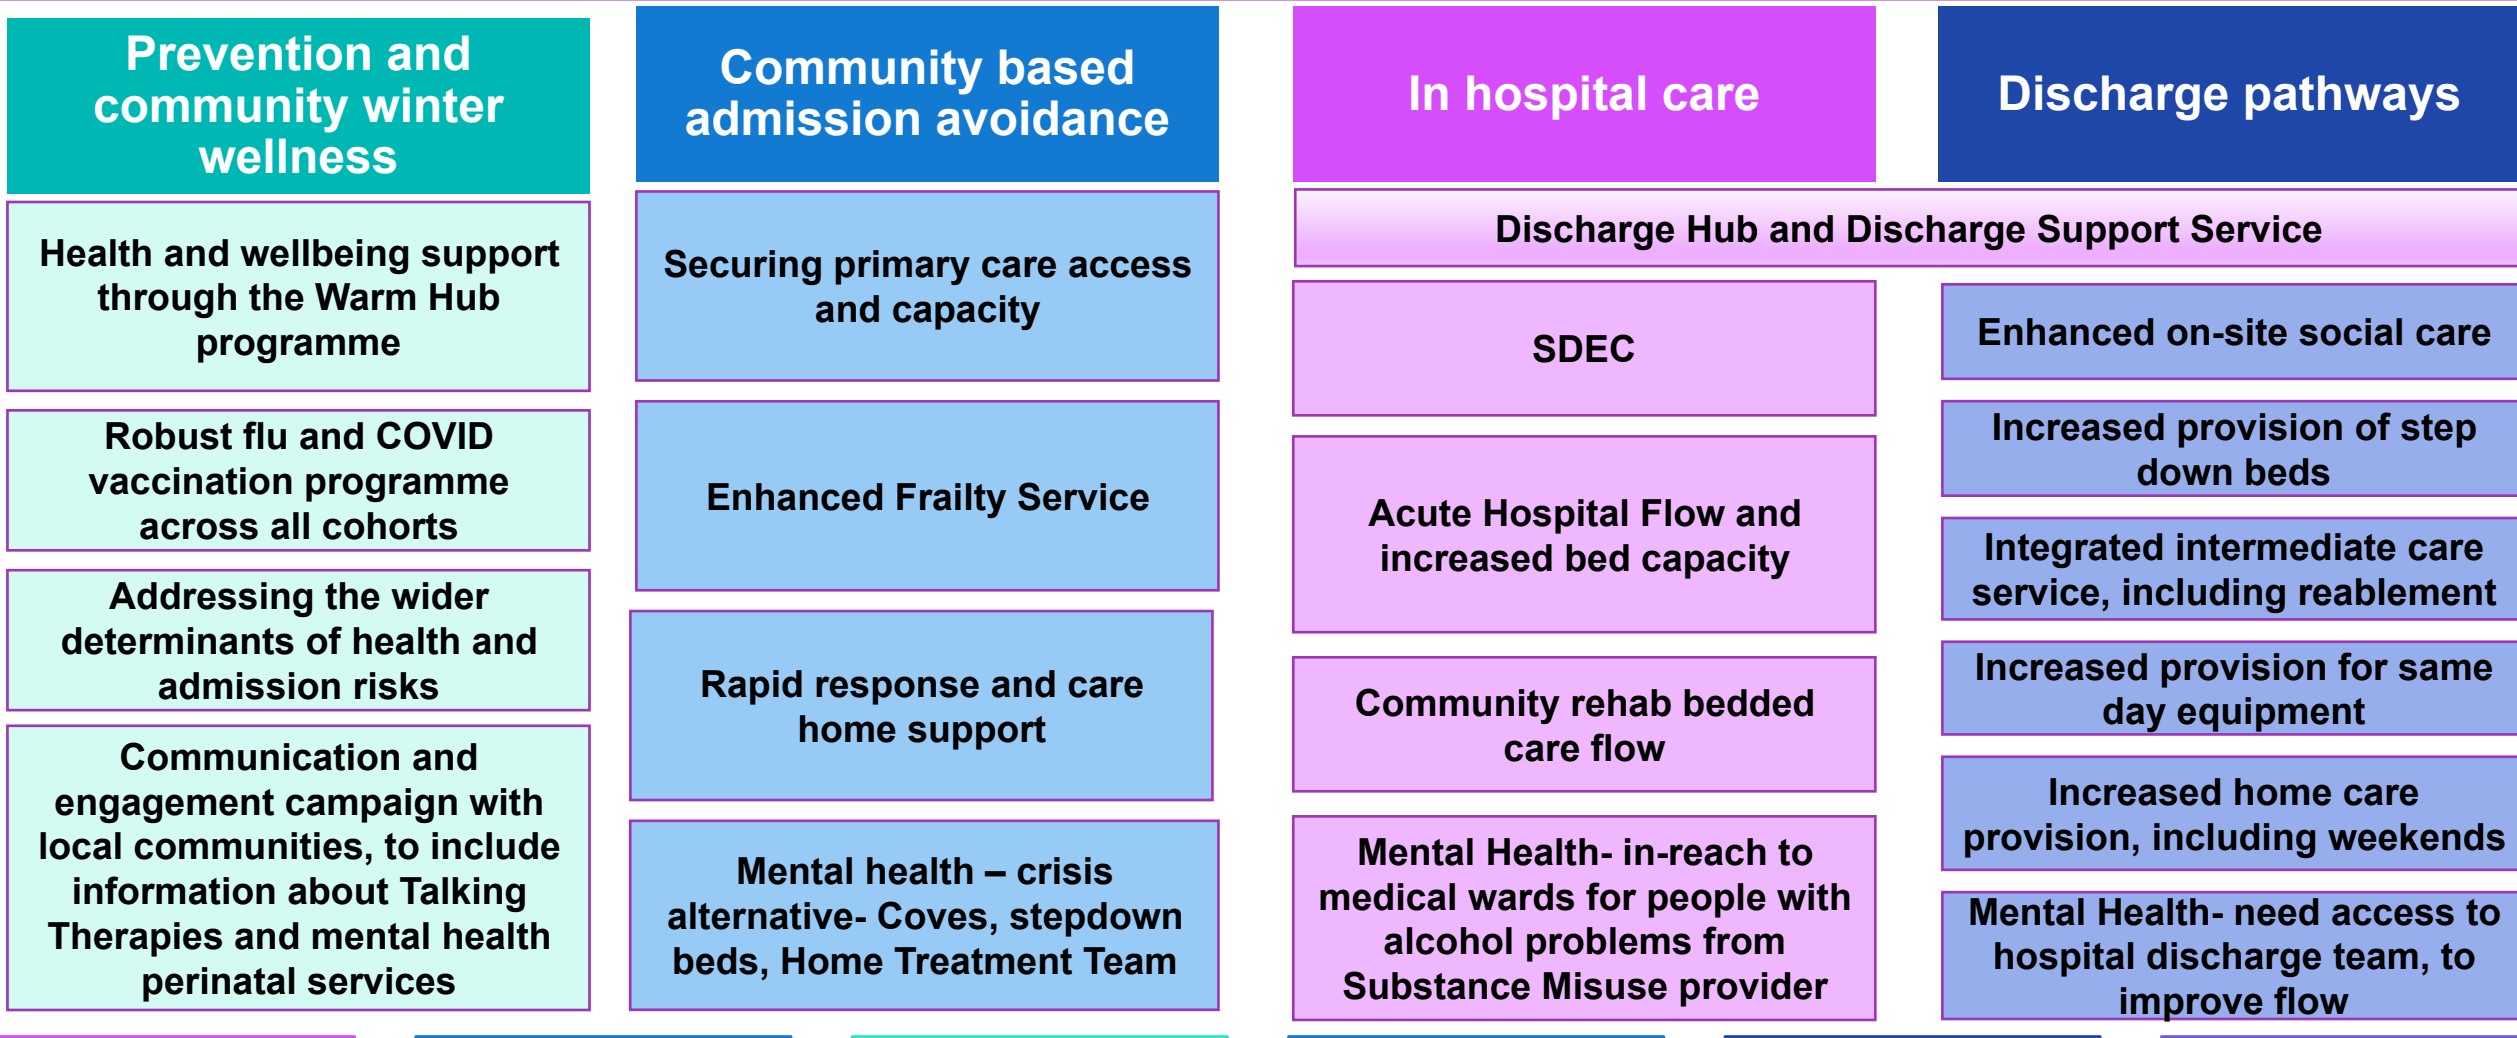 Prevention and
community winter
wellness
Health and wellbeing support
through the Warm Hub
programme
Robust flu and COVID
vaccination programme
across all cohorts
Addressing the wider
determinants of health and
admission risks
Communication and
engagement campaign with
local communities, to include
information about Talking
Therapies and mental health
perinatal services
Community based
admission avoidance
Securing primary care access
and capacity
Enhanced Frailty Service
Rapid response and care
home support
Mental health – crisis
alternative- Coves, stepdown
beds, Home Treatment Team
In hospital care
Discharge pathways
Discharge Hub and Discharge Support Service
SDEC
Acute Hospital Flow and
increased bed capacity
Community rehab bedded
care flow
Mental Health- in-reach to
medical wards for people with
alcohol problems from
Substance Misuse provider
Enhanced on-site social care
Increased provision of step
down beds
Integrated intermediate care
service, including reablement
Increased provision for same
day equipment
Increased home care
provision, including weekends
Mental Health- need access to
hospital discharge team, to
improve flow